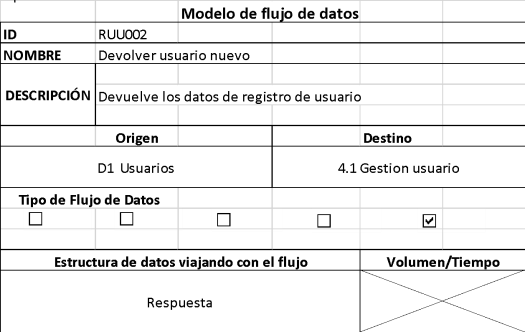 Modelo de flujo de datos
ID RUU002
NOMBRE Devolver usuario nuevo
DESCRIPCIÓN Devuelve los datos de registro de usuario
Origen Destino
D1 Usuarios 4.1 Gestion usuario
Tipo de Flujo de Datos
Estructura de datos viajando con el flujo Volumen/Tiempo
Respuesta